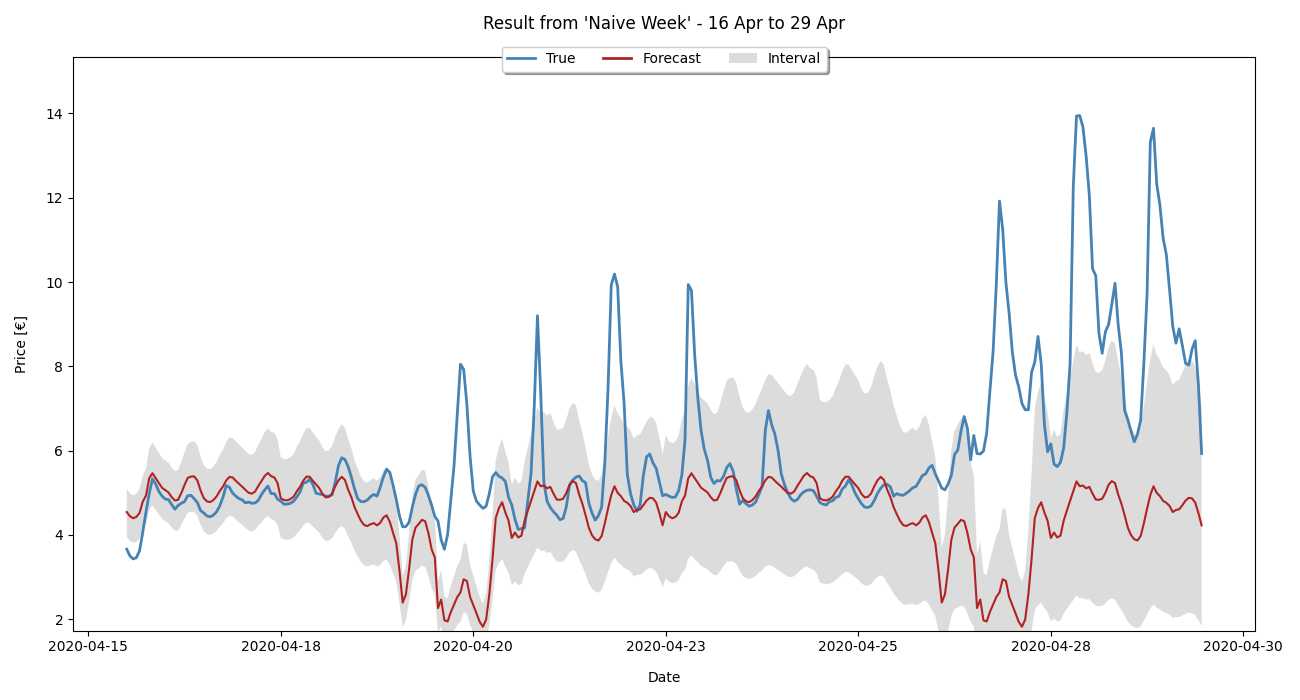 Result from 'Naive Week' - 16 Apr to 29 Apr
True Forecast Interval
Price [€]
14
12
10
8
6
4
2
2020-04-15 2020-04-18 2020-04-20 2020-04-23 2020-04-25 2020-04-28 2020-04-30
Date